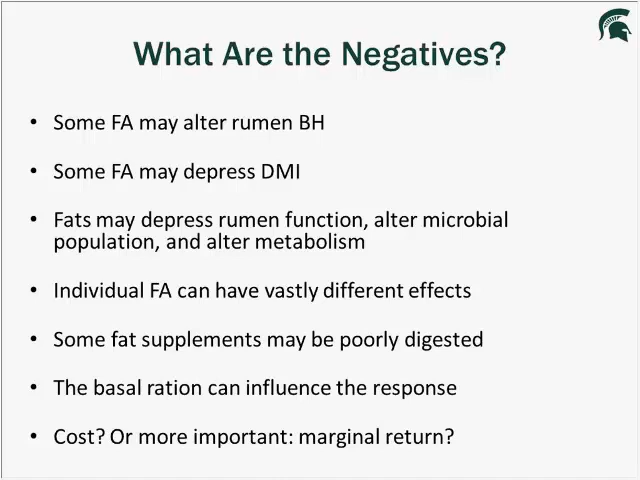 What Are the Negatives?
• Some FA may alter rumen BH
• Some FA may depress DMI
• Fats may depress rumen function, alter microbial
population, and alter metabolism
• Individual FA can have vastly different effects
• Some fat supplements may be poorly digested
• The basal ration can influence the response
• Cost? Or more important: marginal return?